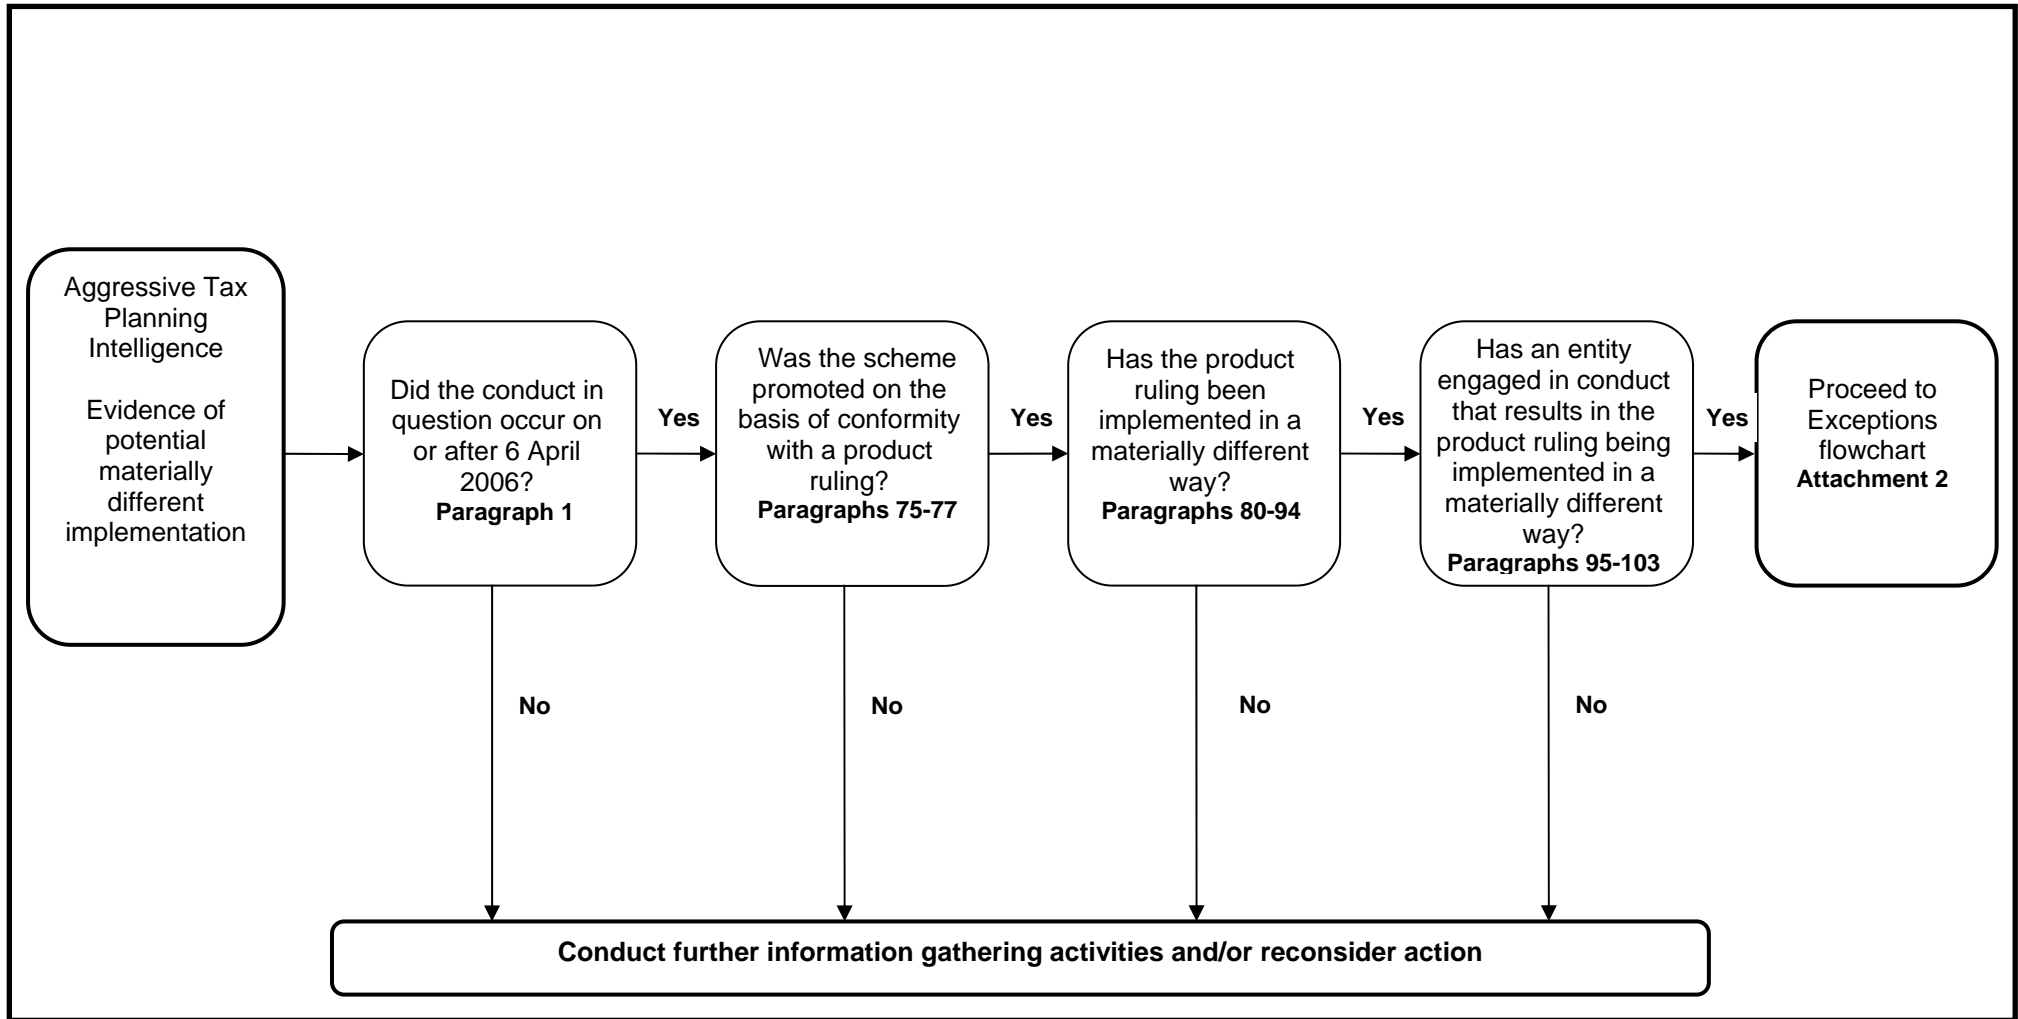 Aggressive Tax
Planning
Intelligence
Evidence of
potential
materially
different
implementation
Did the conduct in
question occur on
or after 6 April
2006?
Paragraph 1
Yes
Was the scheme
promoted on the
basis of conformity
with a product
ruling?
Paragraphs 75-77
Yes
Has the product
ruling been
implemented in a
materially different
way?
Paragraphs 80-94
Yes
Has an entity
engaged in conduct
that results in the
product ruling being
implemented in a
materially different
way?
Paragraphs 95-103
Yes
Proceed to
Exceptions
flowchart
Attachment 2
No
No
No
No
Conduct further information gathering activities and/or reconsider action